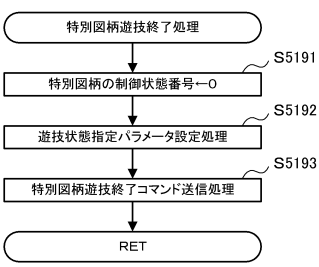 特別図柄遊技終了処理
S5191
特別図柄の制御状態番号←0
S5192
遊技状態指定パラメータ設定処理
S5193
特別図柄遊技終了コマンド送信処理
RET